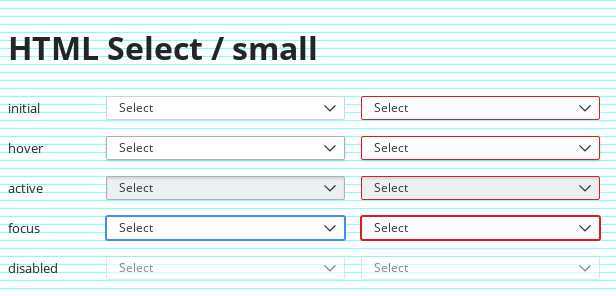 HTML Select / small
initial Select Select
hover Select Select
active Select Select
focus Select Select
disabled Select Select